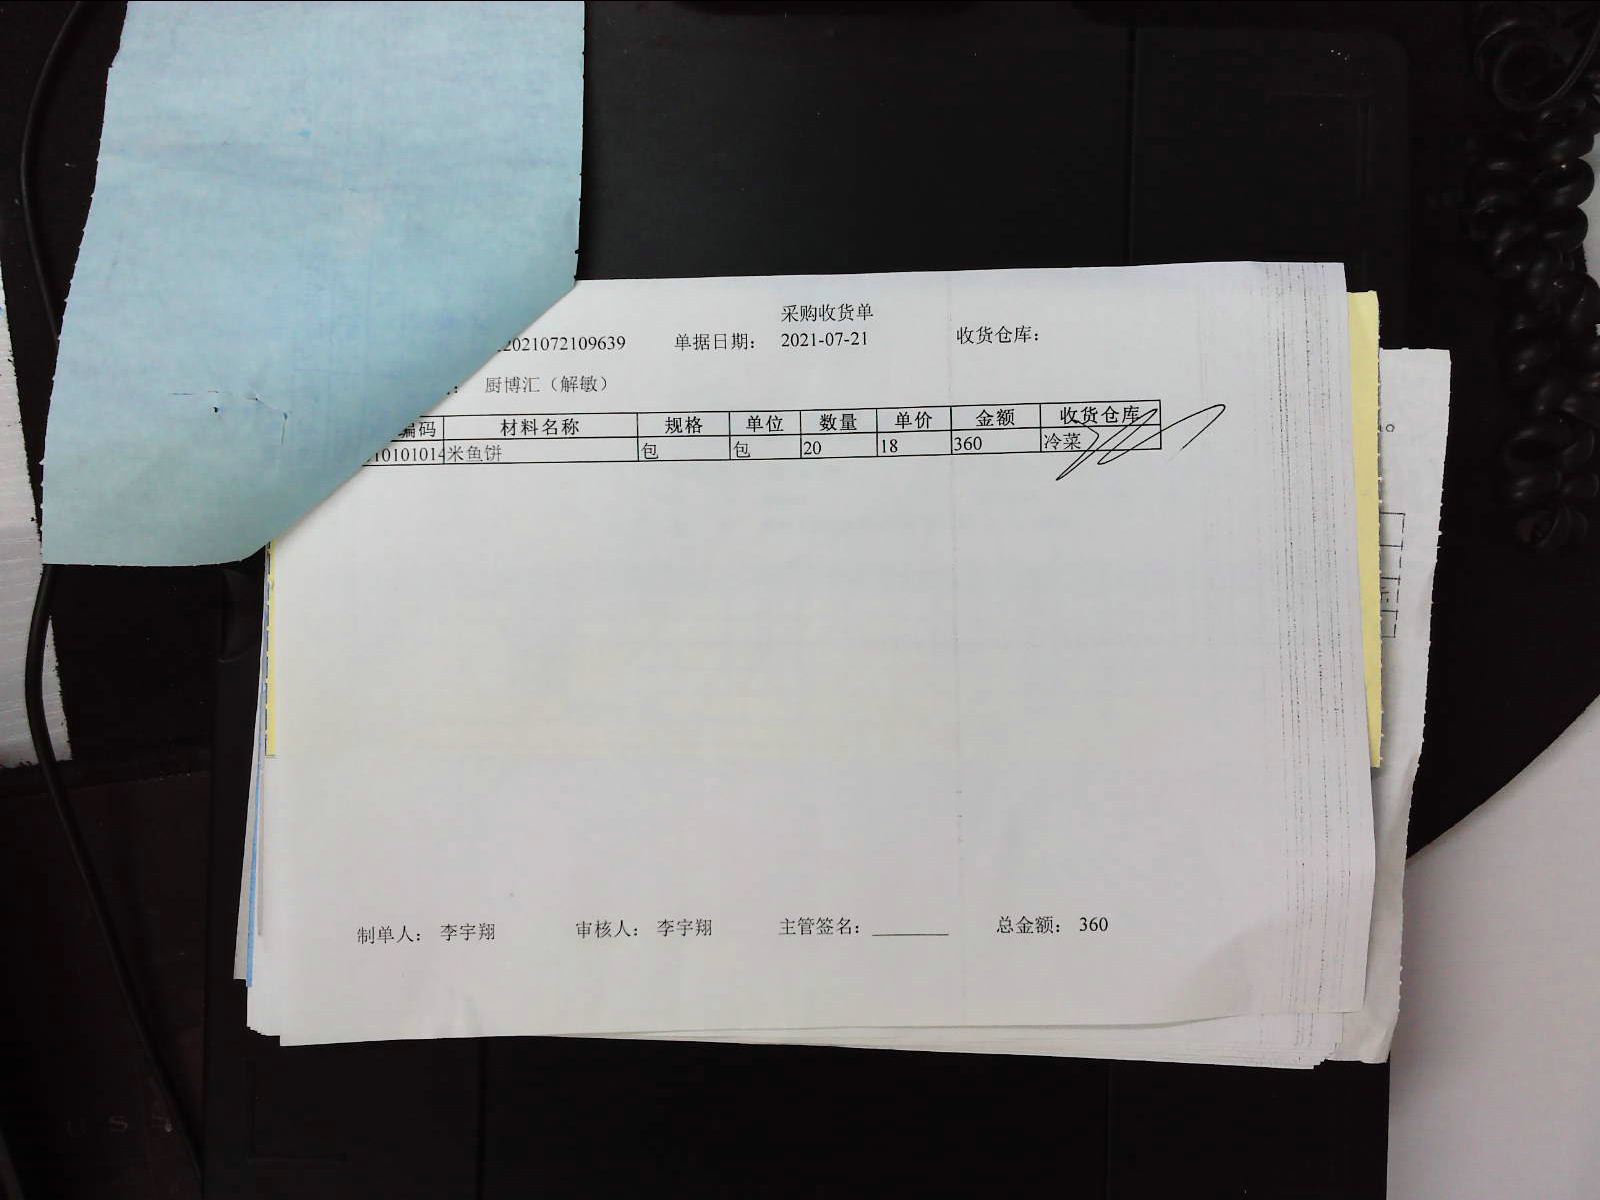 采购收货单
2021072109639 单据日期： 2021-07-21 收货仓库：
： 厨博汇（解敏）
编码 材料名称 规格 单位 数量 单价 金额 收货仓库
10101014 米鱼饼 包 包 20 18 360 冷菜
制单人： 李宇翔 审核人： 李宇翔 主管签名： 总金额： 360